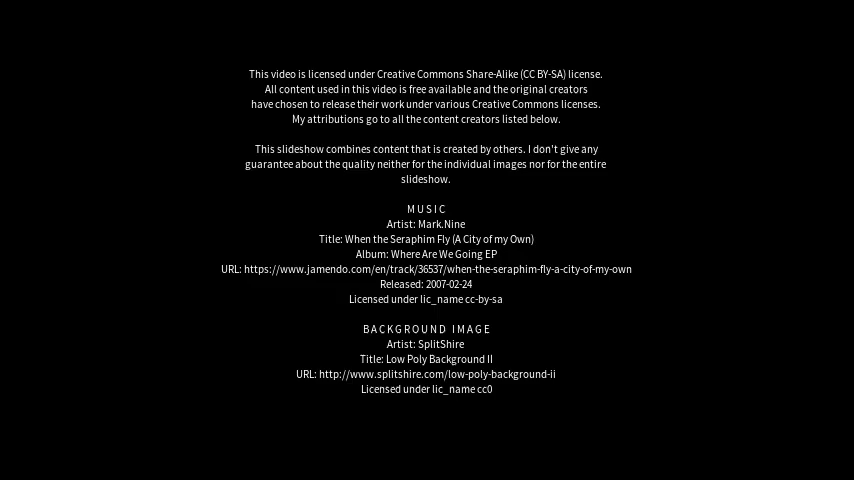 This video is licensed under Creative Commons Share-Alike (CC BY-SA) license.
All content used in this video is free available and the original creators
have chosen to release their work under various Creative Commons licenses.
My attributions go to all the content creators listed below.
This slideshow combines content that is created by others. I don't give any
guarantee about the quality neither for the individual images nor for the entire
slideshow.
MUSIC
Artist: Mark.Nine
Title: When the Seraphim Fly (A City of my Own)
Album: Where Are We Going EP
URL: https://www.jamendo.com/en/track/36537/when-the-seraphim-fly-a-city-of-my-own
Released: 2007-02-24
Licensed under lic_name cc-by-sa
BACKGROUND IMAGE
Artist: SplitShire
Title: Low Poly Background II
URL: http://www.splitshire.com/low-poly-background-ii
Licensed under lic_name cc0